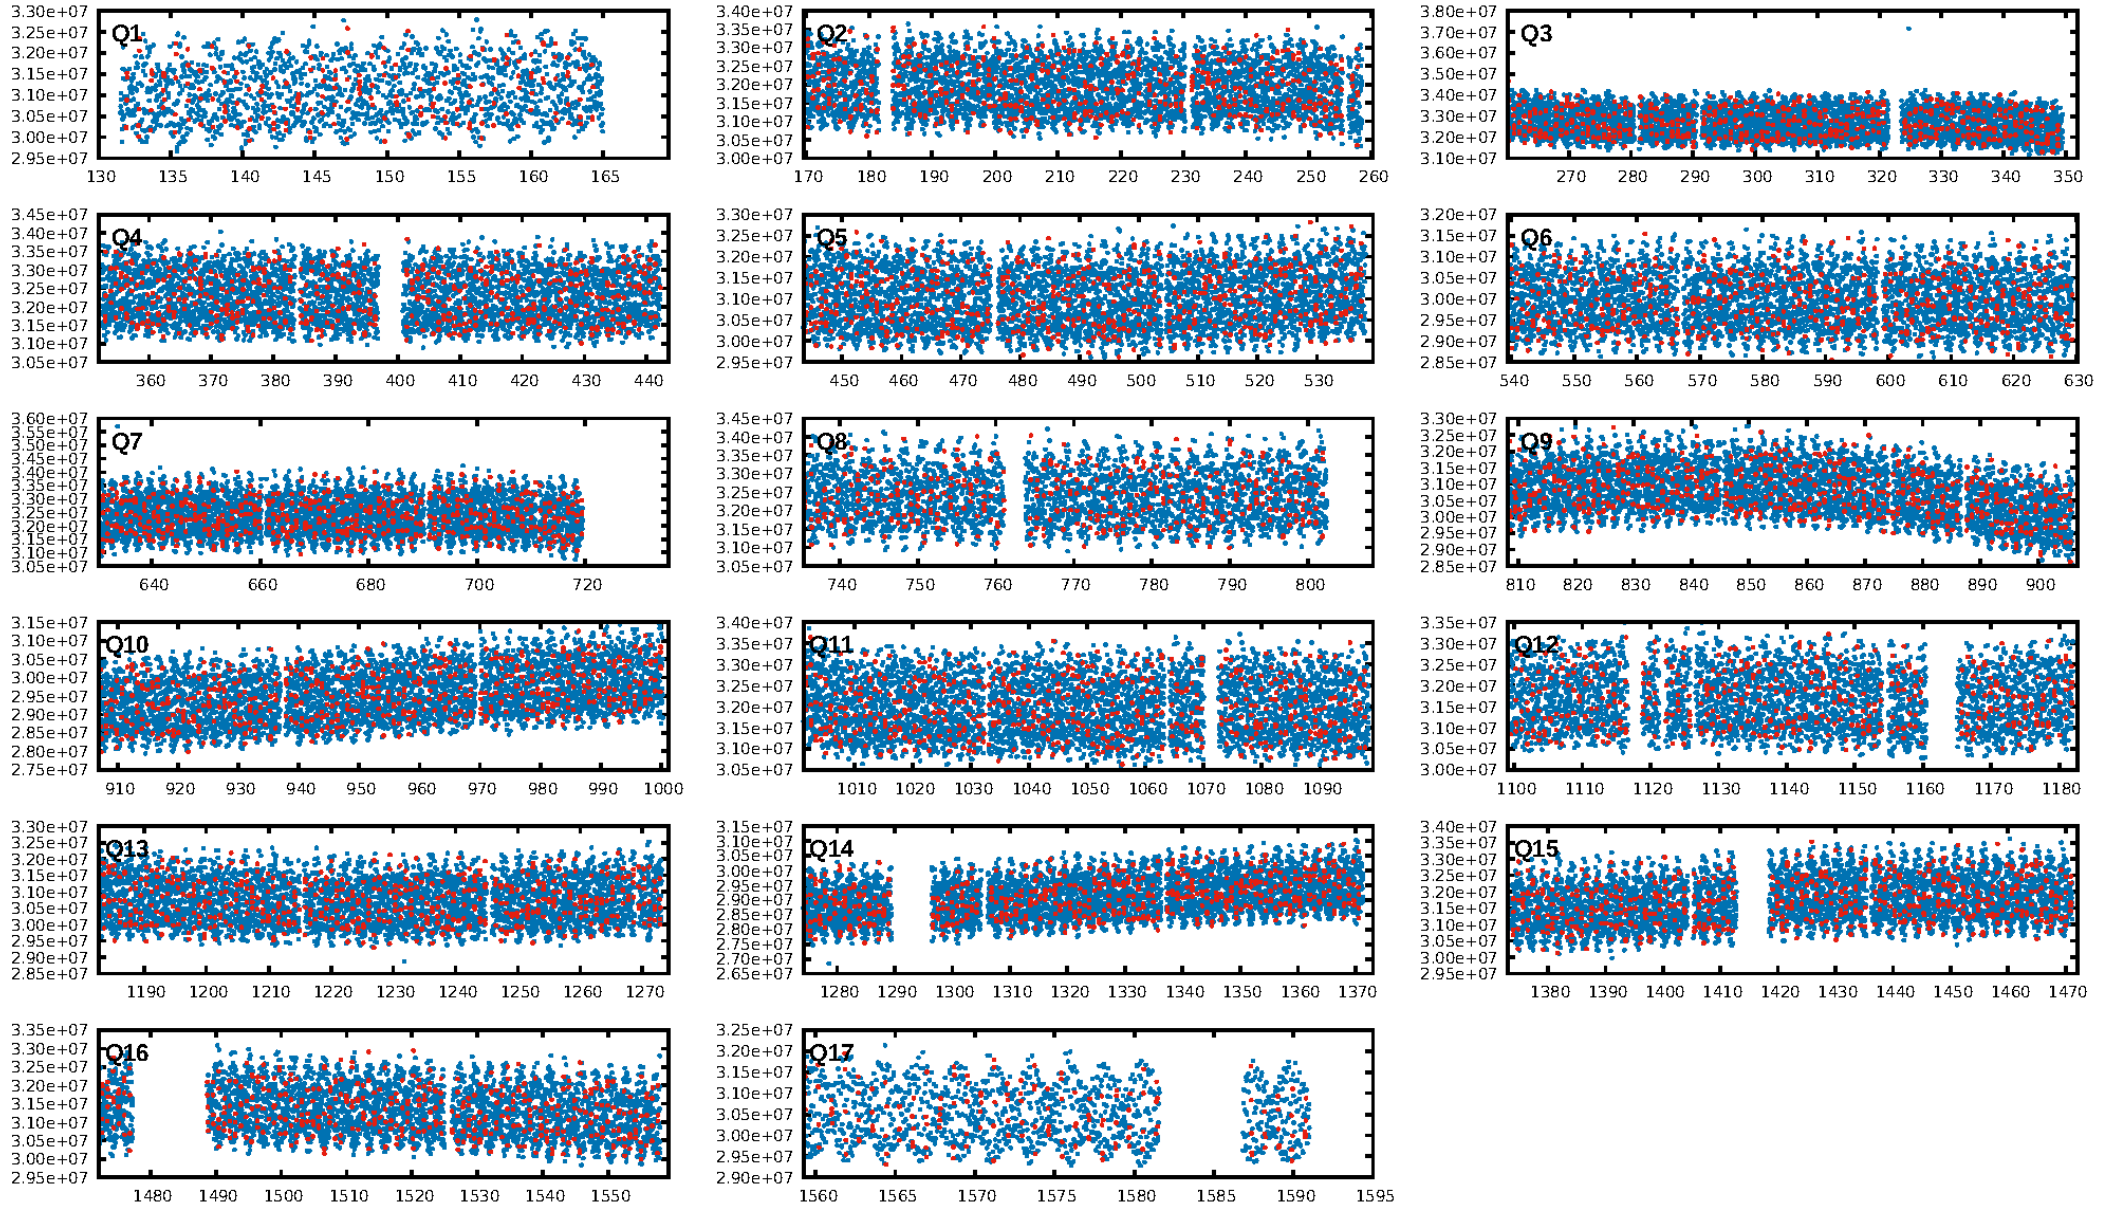 3.30e+07 3.25e+07 3.20e+07 3.15e+07 3.10e+07 3.05e+07 3.00e+07 2.95e+07
Q1
130 135 140 145 150 155 160 165
3.40e+07 3.35e+07 3.30e+07 3.25e+07 3.20e+07 3.15e+07 3.10e+07 3.05e+07 3.00e+07
Q2
170 180 190 200 210 220 230 240 250 260
3.80e+07 3.70e+07 3.60e+07 3.50e+07 3.40e+07 3.30e+07 3.20e+07 3.10e+07
Q3
270 280 290 300 310 320 330 340 350
3.45e+07 3.40e+07 3.35e+07 3.30e+07 3.25e+07 3.20e+07 3.15e+07 3.10e+07 3.05e+07
Q4
360 370 380 390 400 410 420 430 440
3.30e+07 3.25e+07 3.20e+07 3.15e+07 3.10e+07 3.05e+07 3.00e+07 2.95e+07
Q5
450 460 470 480 490 500 510 520 530
3.20e+07 3.15e+07 3.10e+07 3.05e+07 3.00e+07 2.95e+07 2.90e+07 2.85e+07
Q6
540 550 560 570 580 590 600 610 620 630
3.60e+07 3.55e+07 3.50e+07 3.45e+07 3.40e+07 3.35e+07 3.30e+07 3.25e+07 3.20e+07 3.15e+07 3.10e+07 3.05e+07
Q7
640 660 680 700 720
3.45e+07 3.40e+07 3.35e+07 3.30e+07 3.25e+07 3.20e+07 3.15e+07 3.10e+07 3.05e+07
Q8
740 750 760 770 780 790 800
3.30e+07 3.25e+07 3.20e+07 3.15e+07 3.10e+07 3.05e+07 3.00e+07 2.95e+07 2.90e+07 2.85e+07
Q9
810 820 830 840 850 860 870 880 890 900
3.15e+07 3.10e+07 3.05e+07 3.00e+07 2.95e+07 2.90e+07 2.85e+07 2.80e+07 2.75e+07
Q10
910 920 930 940 950 960 970 980 990 1000
3.40e+07 3.35e+07 3.30e+07 3.25e+07 3.20e+07 3.15e+07 3.10e+07 3.05e+07
Q11
1010 1020 1030 1040 1050 1060 1070 1080 1090
3.35e+07 3.30e+07 3.25e+07 3.20e+07 3.15e+07 3.10e+07 3.05e+07 3.00e+07
Q12
1100 1110 1120 1130 1140 1150 1160 1170 1180
3.30e+07 3.25e+07 3.20e+07 3.15e+07 3.10e+07 3.05e+07 3.00e+07 2.95e+07 2.90e+07 2.85e+07
Q13
1190 1200 1210 1220 1230 1240 1250 1260 1270
3.15e+07 3.10e+07 3.05e+07 3.00e+07 2.95e+07 2.90e+07 2.85e+07 2.80e+07 2.75e+07 2.70e+07 2.65e+07
Q14
1280 1290 1300 1310 1320 1330 1340 1350 1360 1370
3.40e+07 3.35e+07 3.30e+07 3.25e+07 3.20e+07 3.15e+07 3.10e+07 3.05e+07 3.00e+07 2.95e+07
Q15
1380 1390 1400 1410 1420 1430 1440 1450 1460 1470
3.35e+07 3.30e+07 3.25e+07 3.20e+07 3.15e+07 3.10e+07 3.05e+07 3.00e+07 2.95e+07
Q16
1480 1490 1500 1510 1520 1530 1540 1550
3.25e+07 3.20e+07 3.15e+07 3.10e+07 3.05e+07 3.00e+07 2.95e+07 2.90e+07
Q17
1560 1565 1570 1575 1580 1585 1590 1595